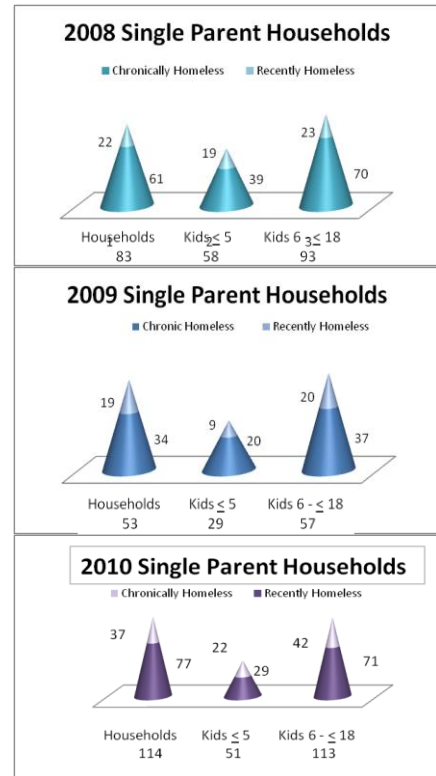 2008 Single Parent Households
Chronically Homeless Recently Homeless
22 61 19 39 23 70
Households Kids < 5 Kids 6 - < 18
1 2 3
83 58 93
2009 Single Parent Households
Chronic Homeless Recently Homeless
19 34 9 20 20 37
Households Kids ≤ 5 Kids 6 - ≤ 18
53 29 57
2010 Single Parent Households
Chronically Homeless Recently Homeless
37 77 22 29 42 71
Households Kids ≤ 5 Kids 6 - ≤ 18
114 51 113